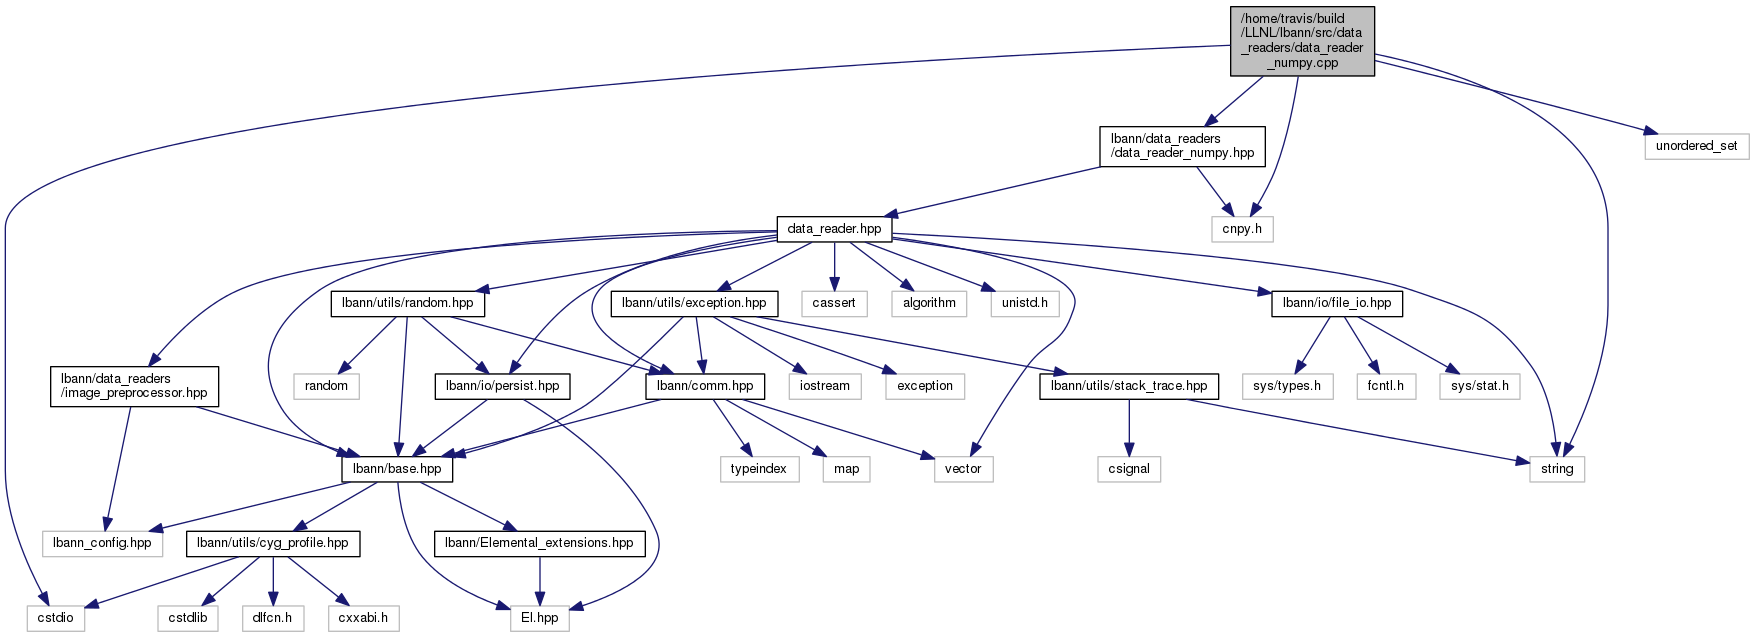 /home/travis/build
/LLNL/lbann/src/data
_readers/data_reader
_numpy.cpp
lbann/data_readers
/data_reader_numpy.hpp
unordered_set
cnpy.h
data_reader.hpp
lbann/utils/random.hpp
lbann/utils/exception.hpp
cassert
algorithm
unistd.h
lbann/io/file_io.hpp
lbann/data_readers
/image_preprocessor.hpp
random
lbann/io/persist.hpp
lbann/comm.hpp
iostream
exception
lbann/utils/stack_trace.hpp
sys/types.h
fcntl.h
sys/stat.h
lbann/base.hpp
typeindex
map
vector
csignal
string
lbann_config.hpp
lbann/utils/cyg_profile.hpp
lbann/Elemental_extensions.hpp
cstdio
cstdlib
dlfcn.h
cxxabi.h
El.hpp